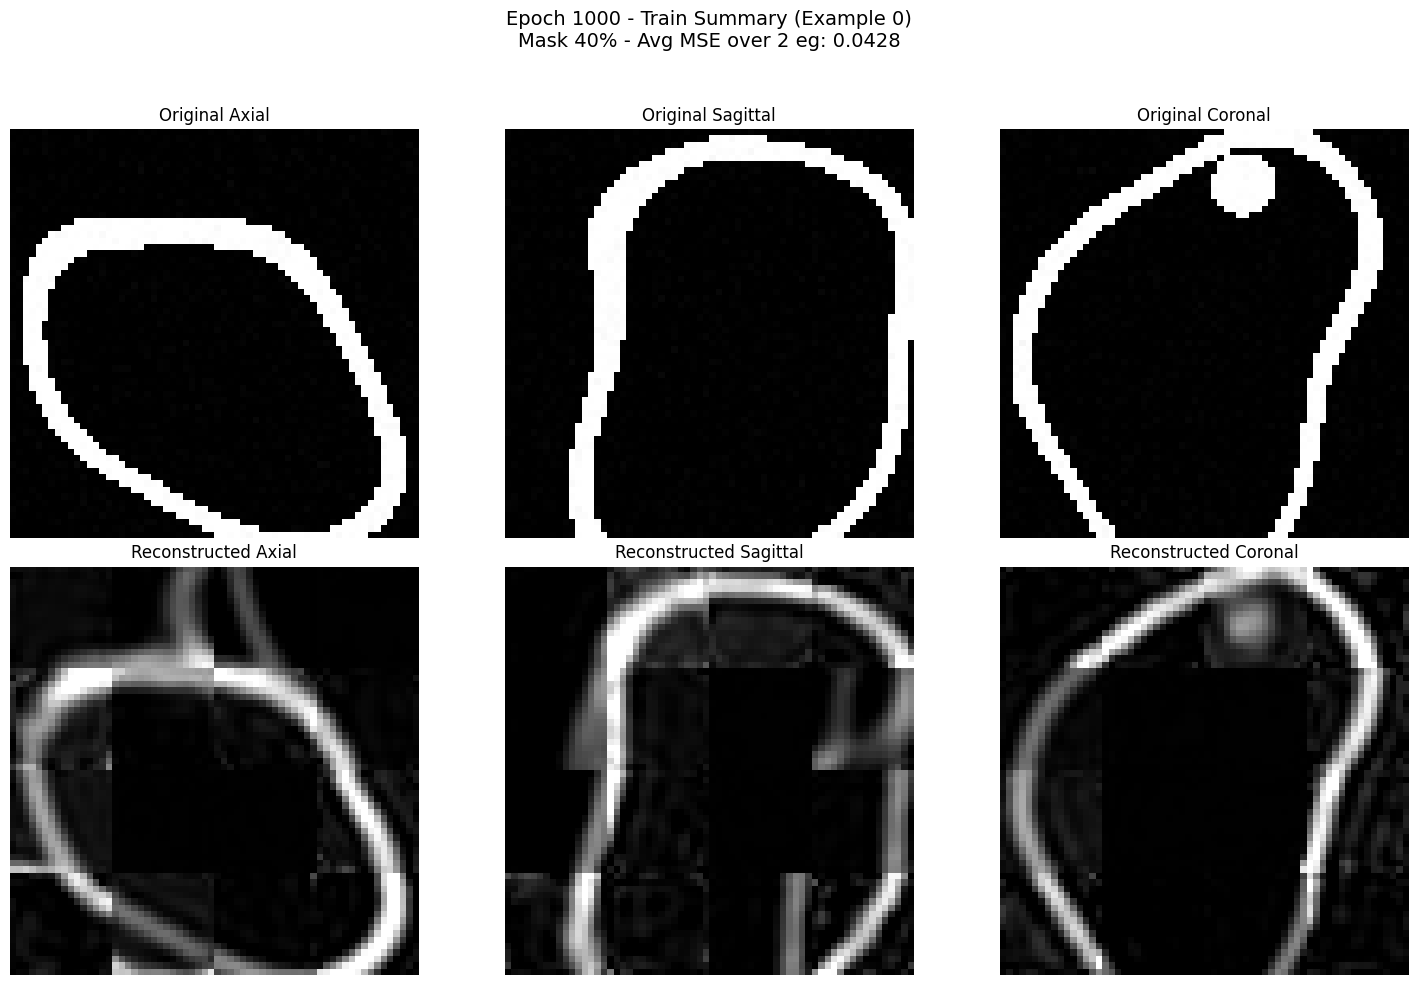 Epoch 1000 - Train Summary (Example 0)
Mask 40% - Avg MSE over 2 eg: 0.0428
Original Axial
Original Sagittal
Original Coronal
Reconstructed Axial
Reconstructed Sagittal
Reconstructed Coronal